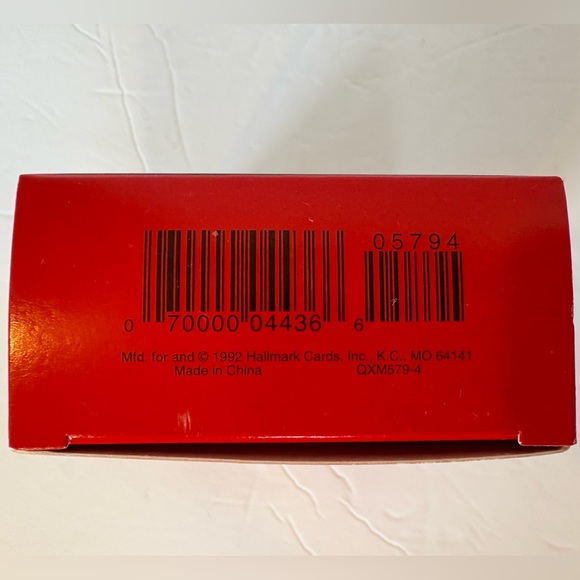 05794
0 70000 04436 6
Mfd. for and © 1992 Hallmark Cards, Inc., K.C., MO 64141
Made in China QXM579-4